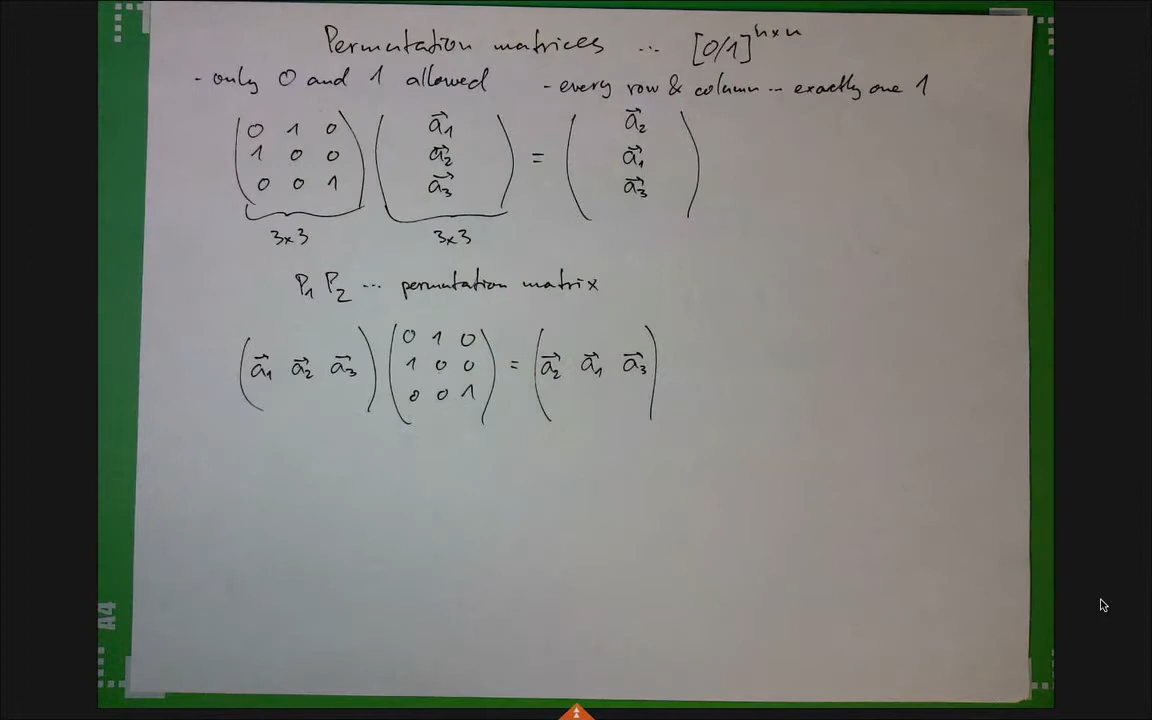 Permutation matrices ... [0/1]^{n×n}
- only 0 and 1 allowed - every row & column ... exactly one 1
0 1 0 a⃗₁ a⃗₂
1 0 0 a⃗₂ = a⃗₁
0 0 1 a⃗₃ a⃗₃
3×3 3×3
P₁ P₂ ... permutation matrix
0 1 0
(a⃗₁ a⃗₂ a⃗₃) 1 0 0 = (a⃗₂ a⃗₁ a⃗₃)
0 0 1
A4